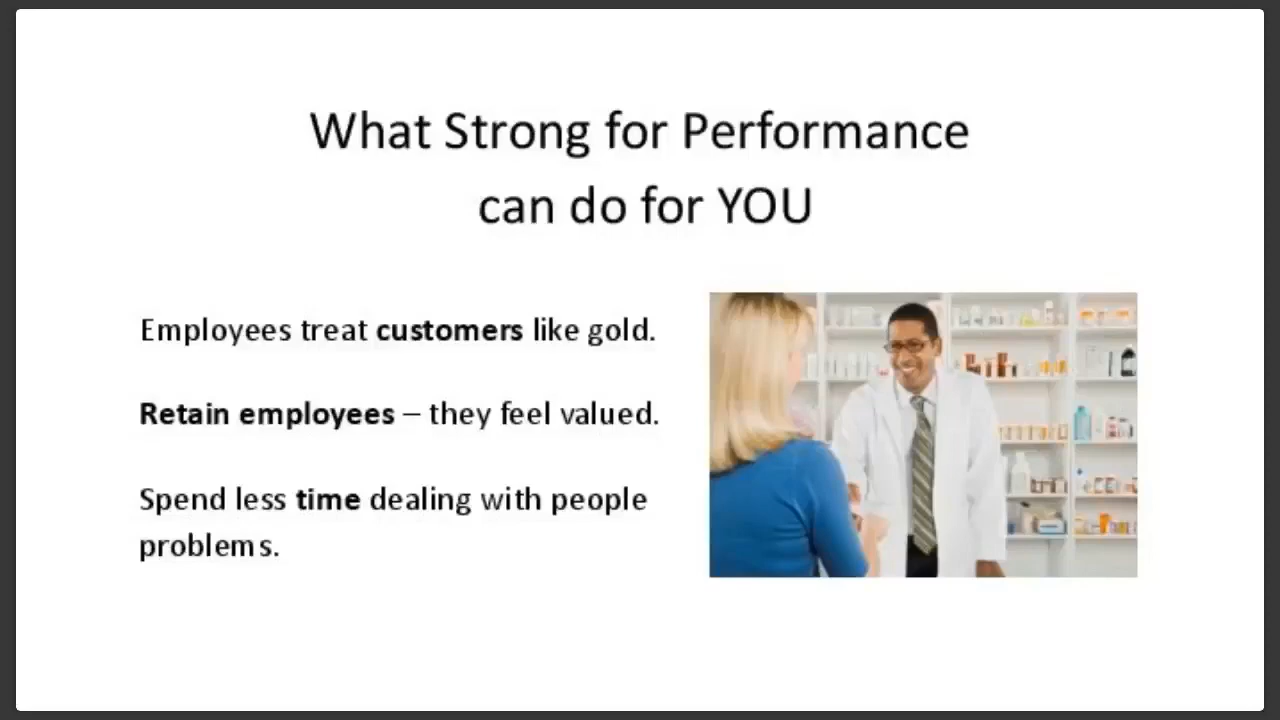 What Strong for Performance
can do for YOU
Employees treat customers like gold.
Retain employees – they feel valued.
Spend less time dealing with people
problems.